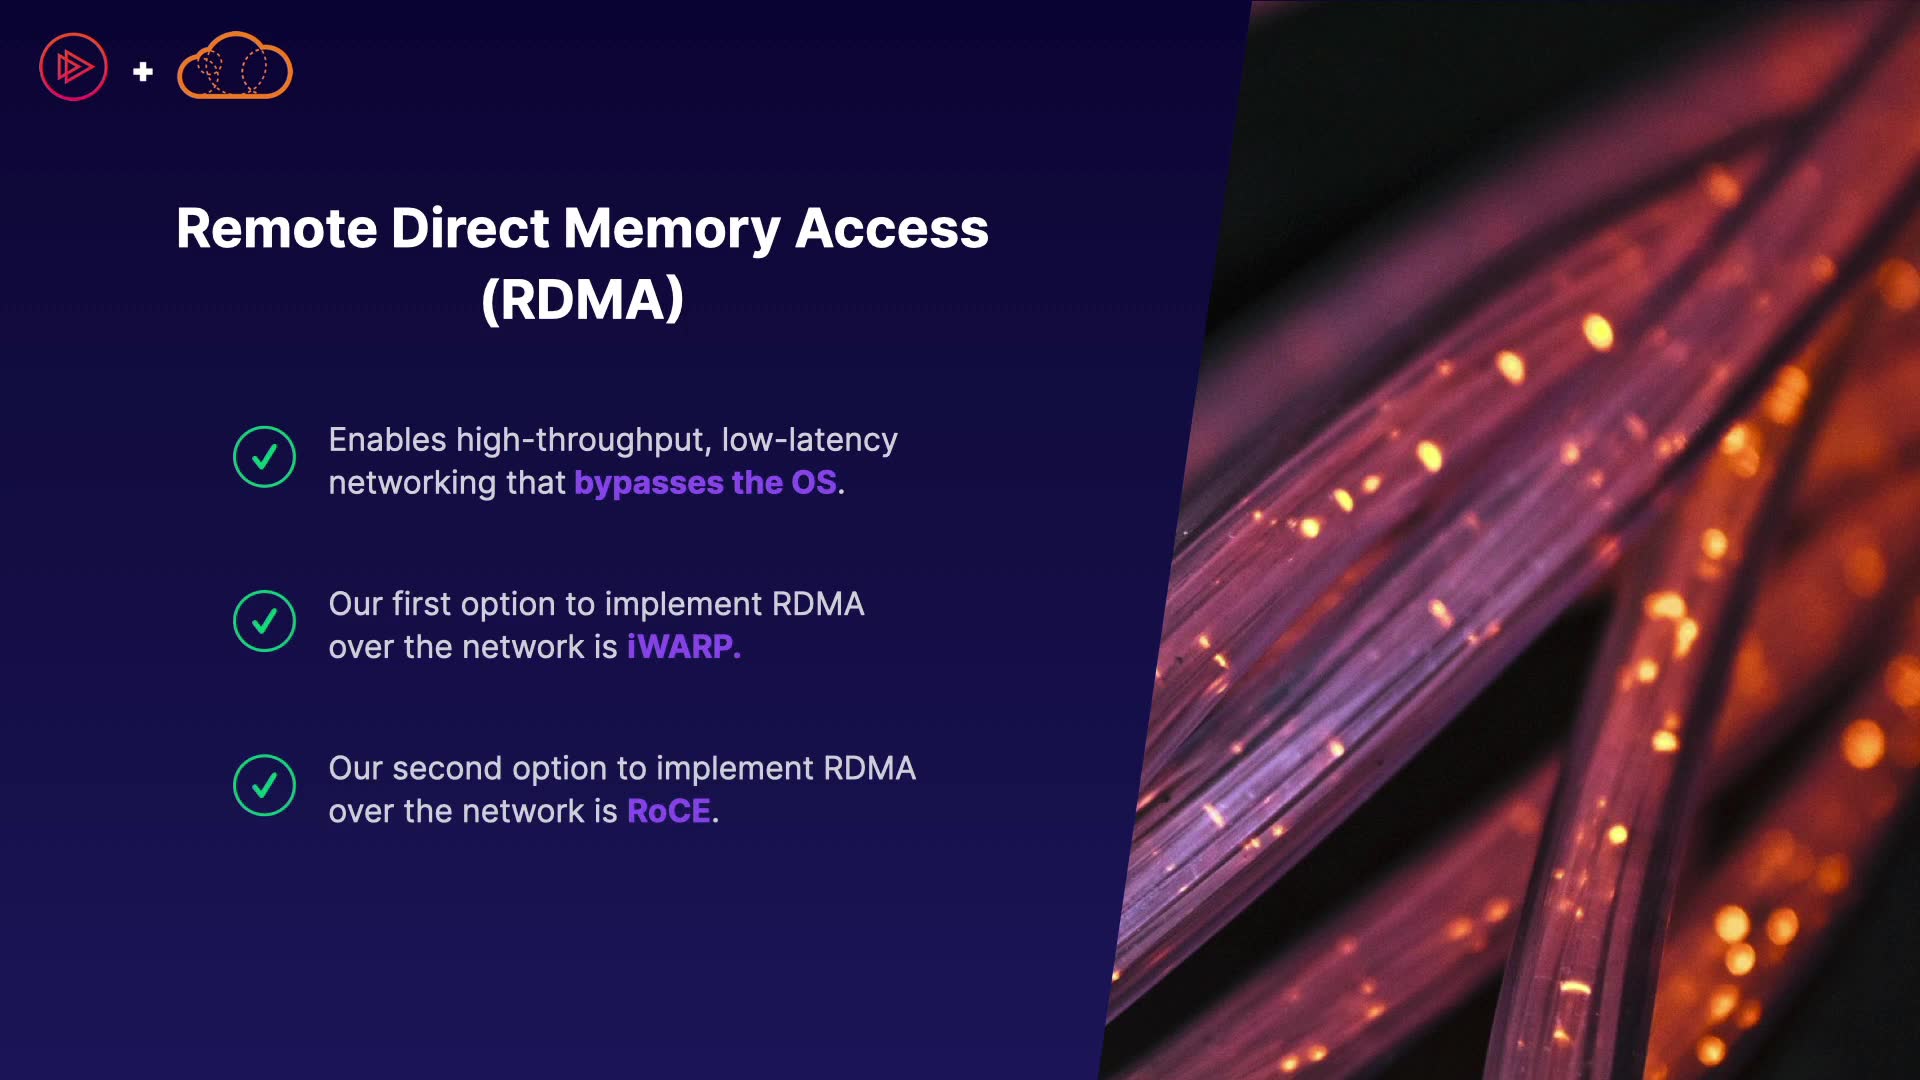 Remote Direct Memory Access
(RDMA)
Enables high-throughput, low-latency
networking that bypasses the OS.
Our first option to implement RDMA
over the network is iWARP.
Our second option to implement RDMA
over the network is RoCE.